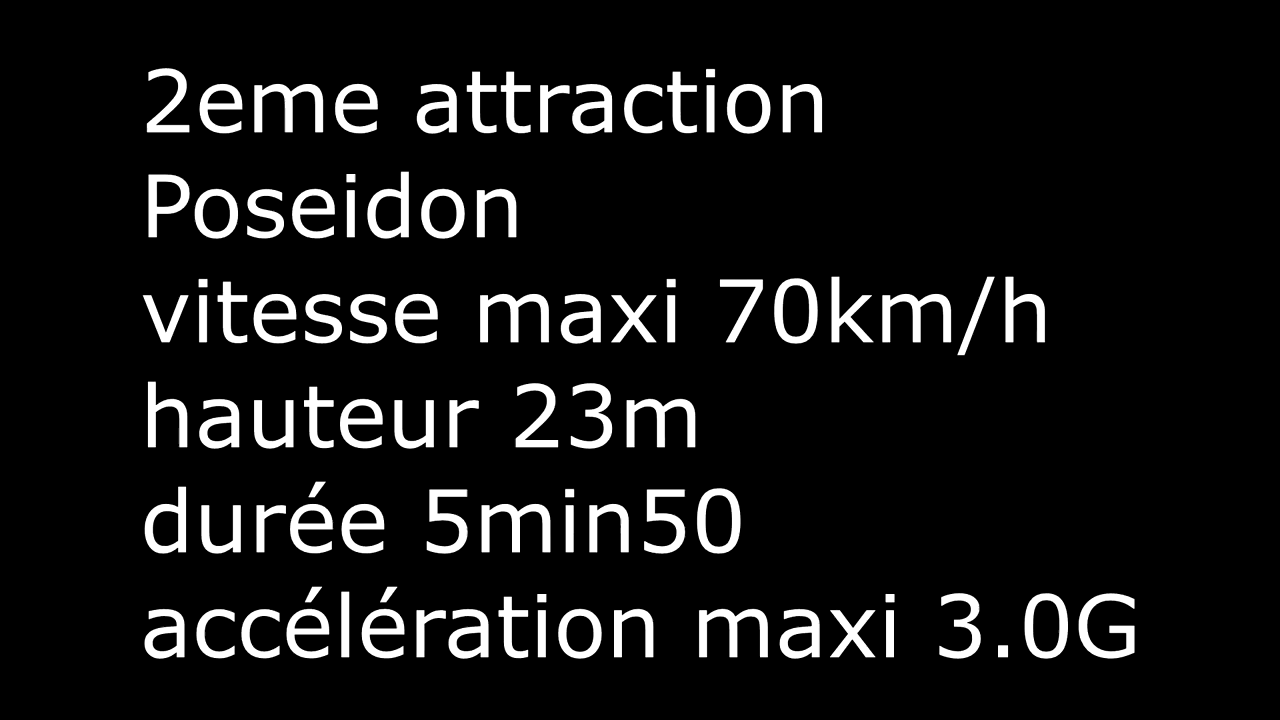 2eme attraction
Poseidon
vitesse maxi 70km/h
hauteur 23m
durée 5min50
accélération maxi 3.0G